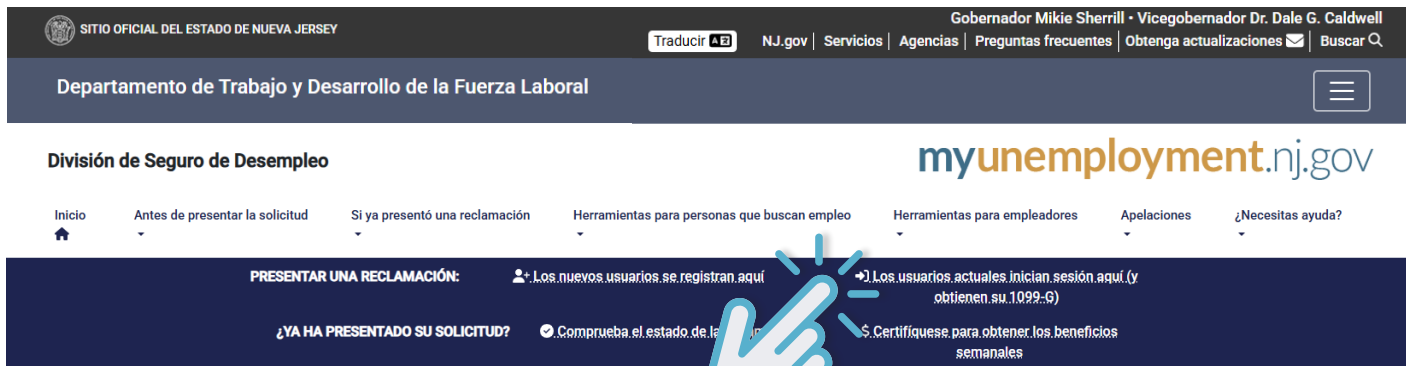 SITIO OFICIAL DEL ESTADO DE NUEVA JERSEY
Gobernador Mikie Sherrill • Vicegobernador Dr. Dale G. Caldwell
Traducir NJ.gov | Servicios | Agencias | Preguntas frecuentes | Obtenga actualizaciones | Buscar
Departamento de Trabajo y Desarrollo de la Fuerza Laboral
División de Seguro de Desempleo
myunemployment.nj.gov
Inicio Antes de presentar la solicitud Si ya presentó una reclamación Herramientas para personas que buscan empleo Herramientas para empleadores Apelaciones ¿Necesitas ayuda?
PRESENTAR UNA RECLAMACIÓN: Los nuevos usuarios se registran aquí Los usuarios actuales inician sesión aquí (y
obtienen su 1099-G)
¿YA HA PRESENTADO SU SOLICITUD? Comprueba el estado de la $ Certifíquese para obtener los beneficios
semanales